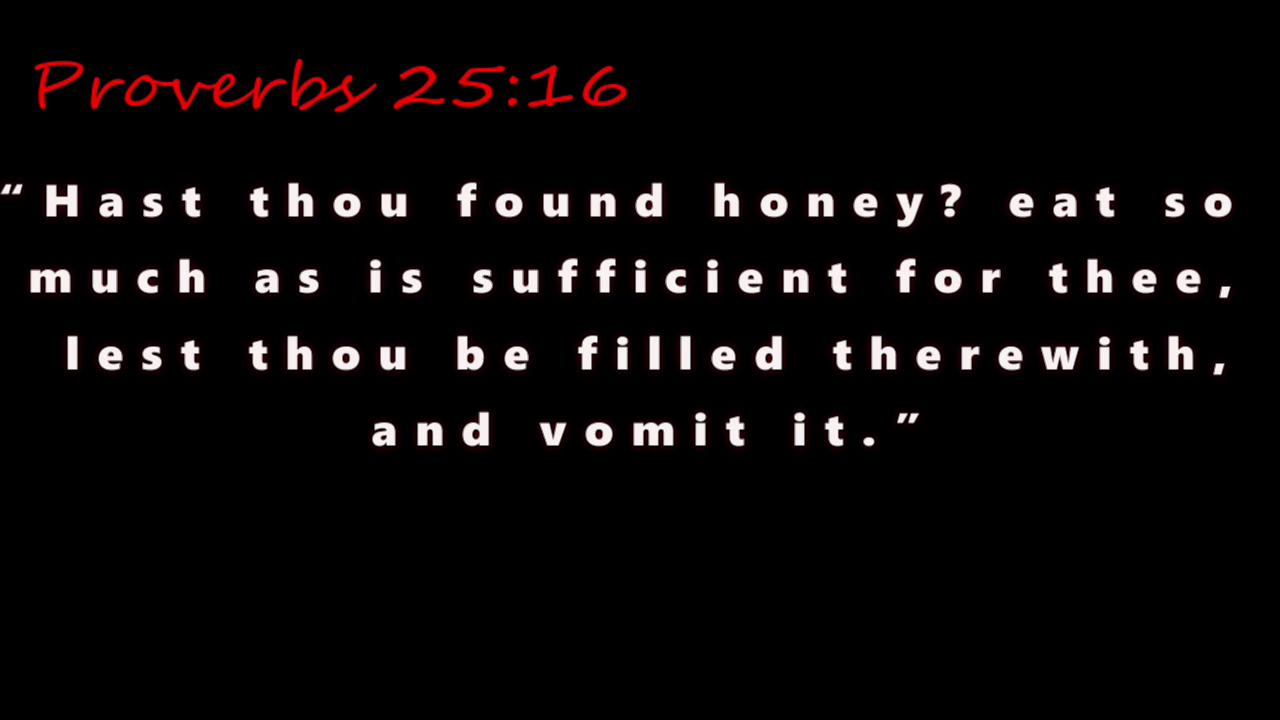 Proverbs 25:16
“Hast thou found honey? eat so
much as is sufficient for thee,
lest thou be filled therewith,
and vomit it.”